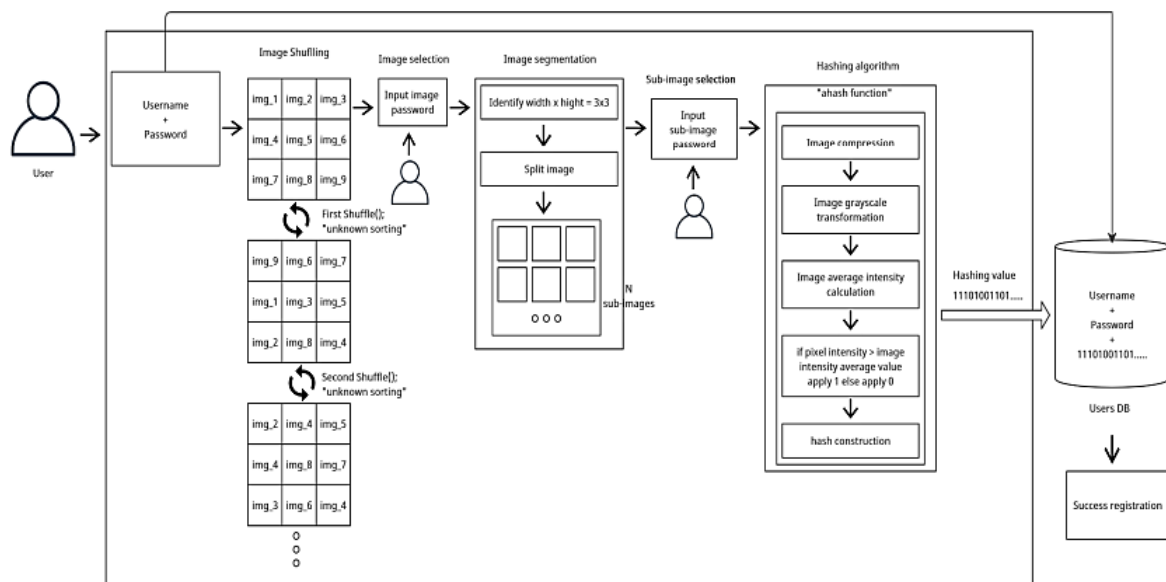 User
Username
+
Password
Image Shuflling
img_1 img_2 img_3
img_4 img_5 img_6
img_7 img_8 img_9
First Shuffle();
"unknown sorting"
img_9 img_6 img_7
img_1 img_3 img_5
img_2 img_8 img_4
Second Shuffle();
"unknown sorting"
img_2 img_4 img_5
img_4 img_8 img_7
img_3 img_6 img_4
Image selection
Input image
password
Image segmentation
Identify width x hight = 3x3
Split image
N
sub-images
Sub-image selection
Input
sub-image
password
Hashing algorithm
"ahash function"
Image compression
Image grayscale
transformation
Image average intensity
calculation
if pixel intensity > image
intensity average value
apply 1 else apply 0
hash construction
Hashing value
11101001101.....
Username
+
Password
+
11101001101.....
Users DB
Success registration